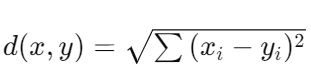 d(x, y) = √∑ (xᵢ − yᵢ)²